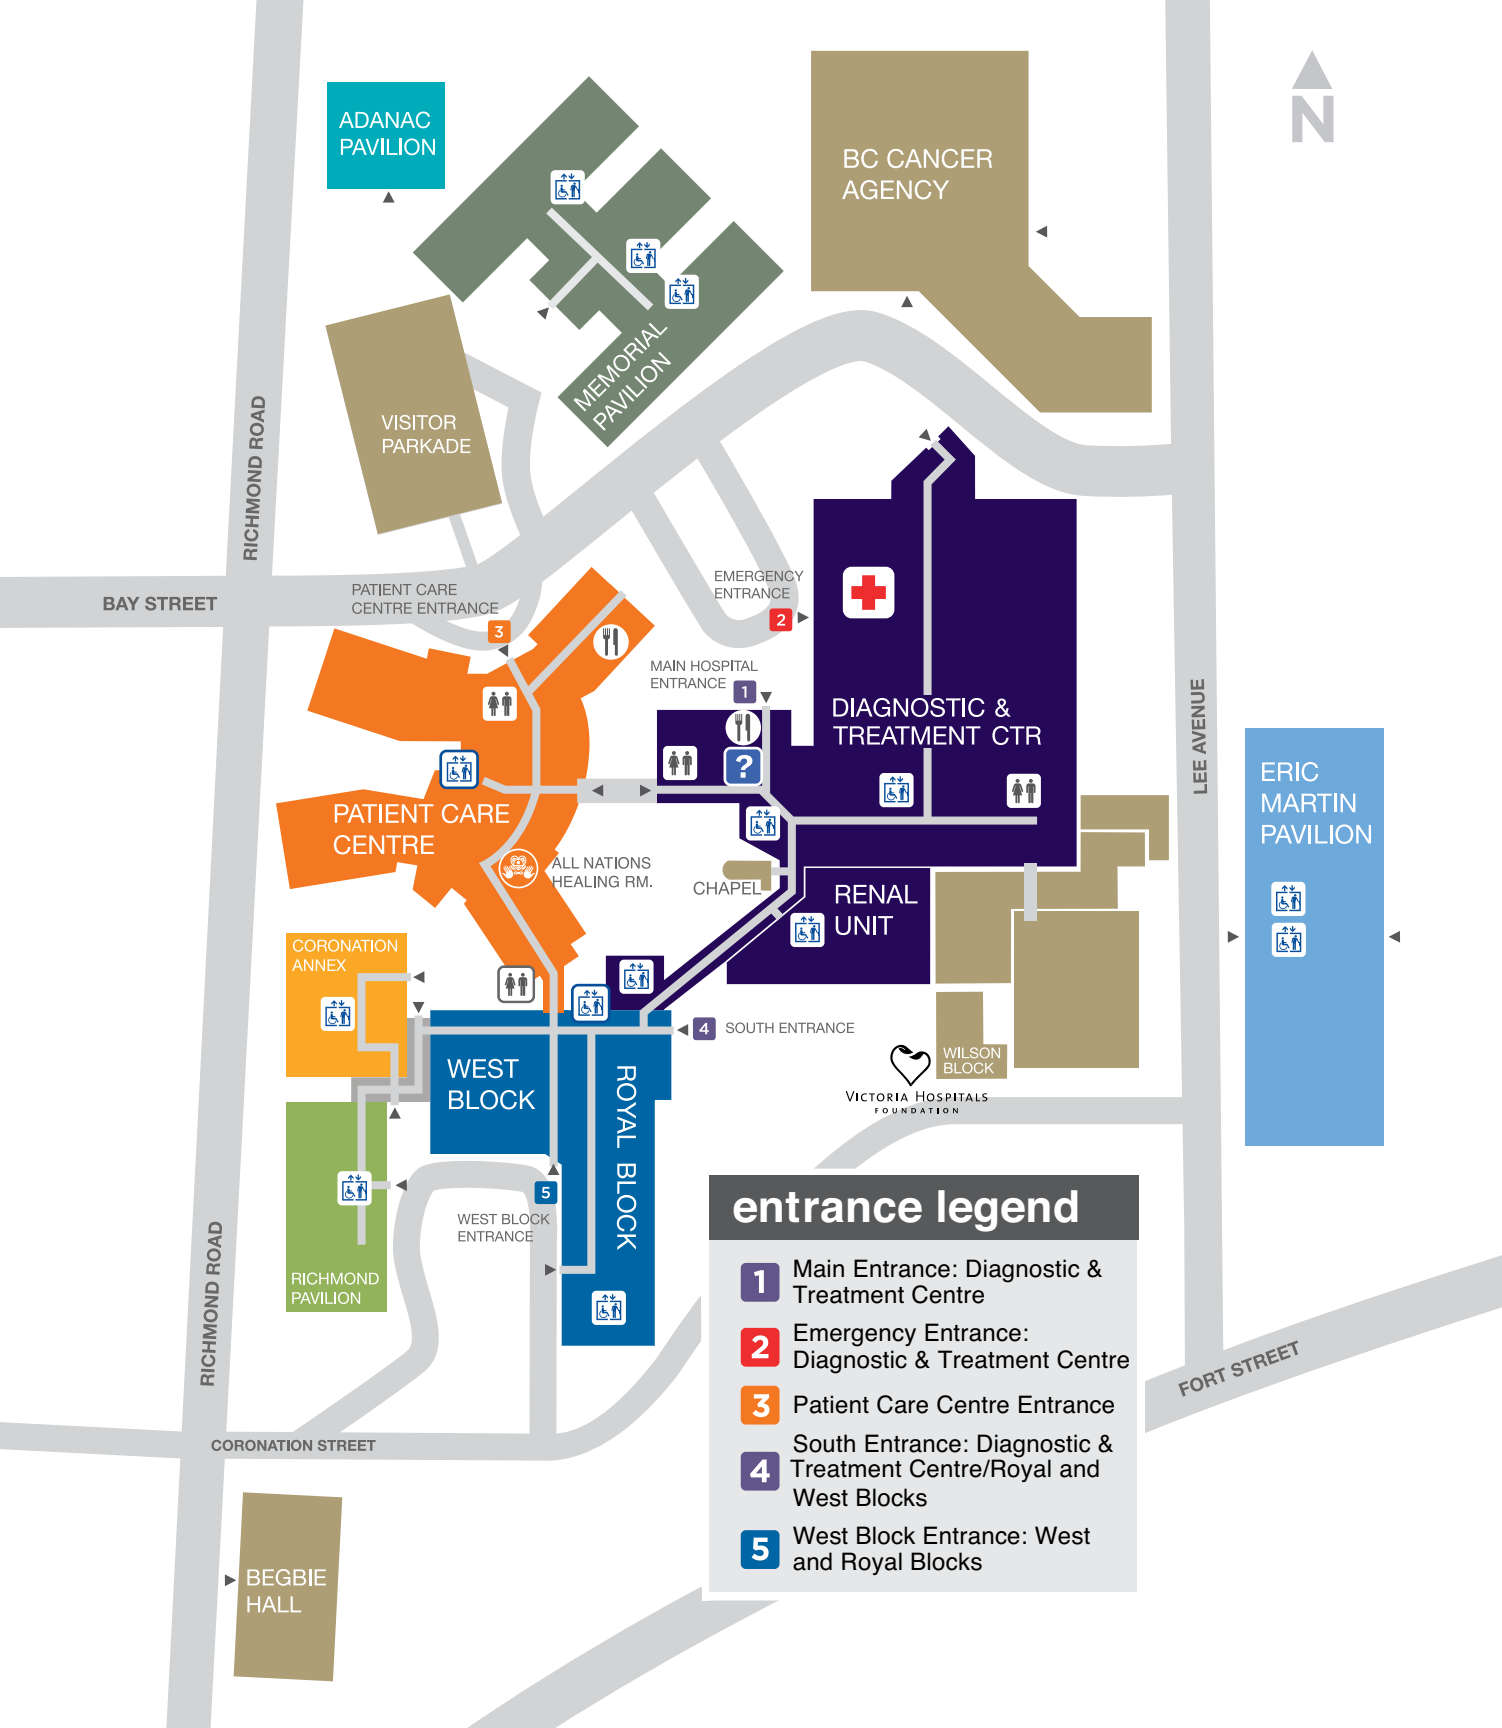 ADANAC
PAVILION
BC CANCER
AGENCY
N
MEMORIAL
PAVILION
VISITOR
PARKADE
RICHMOND ROAD
BAY STREET
PATIENT CARE
CENTRE ENTRANCE
3
EMERGENCY
ENTRANCE
2
MAIN HOSPITAL
ENTRANCE
1
?
DIAGNOSTIC &
TREATMENT CTR
LEE AVENUE
ERIC
MARTIN
PAVILION
PATIENT CARE
CENTRE
ALL NATIONS
HEALING RM.
CHAPEL
RENAL
UNIT
CORONATION
ANNEX
4
SOUTH ENTRANCE
WEST
BLOCK
ROYAL BLOCK
WILSON
BLOCK
VICTORIA HOSPITALS
FOUNDATION
5
WEST BLOCK
ENTRANCE
RICHMOND
PAVILION
RICHMOND ROAD
FORT STREET
CORONATION STREET
BEGBIE
HALL
entrance legend
1 Main Entrance: Diagnostic &
Treatment Centre
2 Emergency Entrance:
Diagnostic & Treatment Centre
3 Patient Care Centre Entrance
4 South Entrance: Diagnostic &
Treatment Centre/Royal and
West Blocks
5 West Block Entrance: West
and Royal Blocks